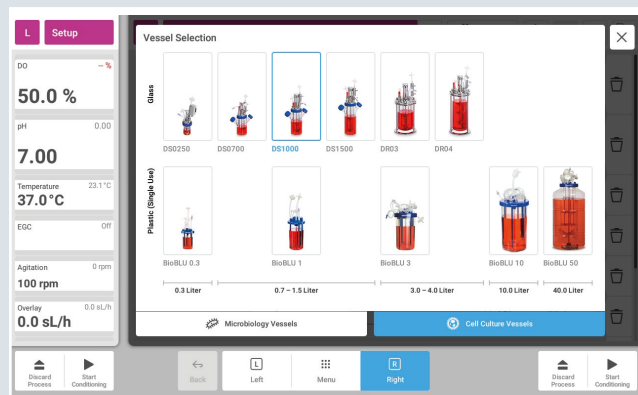 L Setup
Vessel Selection
DO -- %
50.0 %
pH 0.00
7.00
Temperature 23.1°C
37.0°C
EGC Off
Agitation 0 rpm
100 rpm
Overlay 0.0 sL/h
0.0 sL/h
Glass
DS0250 DS0700 DS1000 DS1500 DR03 DR04
Plastic (Single Use)
BioBLU 0.3 BioBLU 1 BioBLU 3 BioBLU 10 BioBLU 50
0.3 Liter 0.7 – 1.5 Liter 3.0 – 4.0 Liter 10.0 Liter 40.0 Liter
Microbiology Vessels Cell Culture Vessels
Discard Process
Start Conditioning
Back
L
Left
Menu
R
Right
Discard Process
Start Conditioning